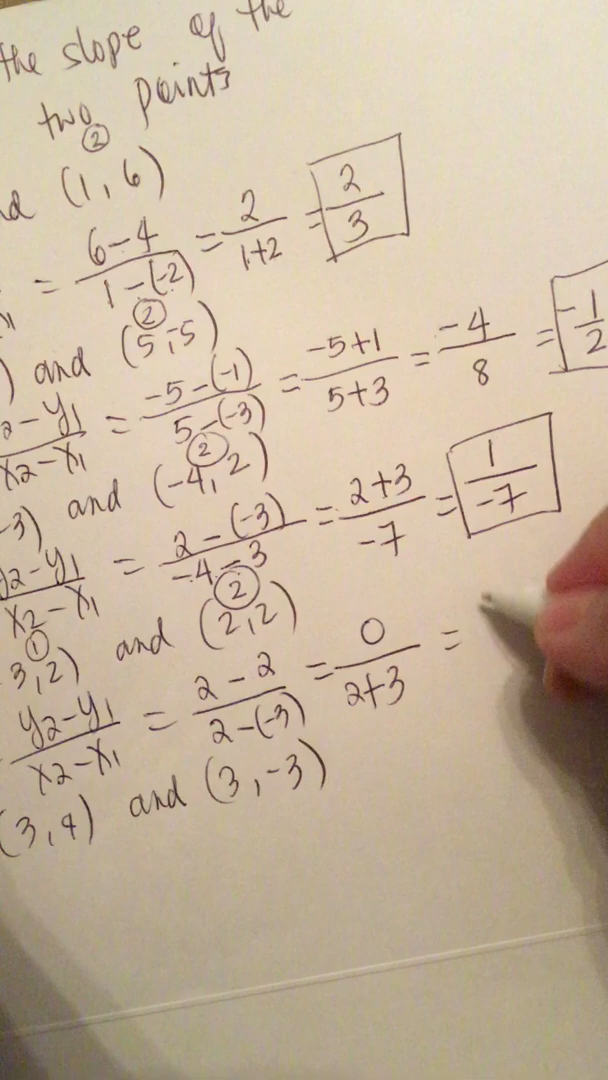 the slope of the
two points
②
(1, 6)
= 6-4 / 1-(-2) = 2 / 1+2 = 2/3
②
) and (5, -5)
y1 / x2-x1 = -5-(-1) / 5-(-3) = -5+1 / 5+3 = -4/8 = -1/2
②
-3) and (-4, 2)
y2-y1 / x2-x1 = 2-(-3) / -4-3 = 2+3 / -7 = 1/-7
① ②
3, 2) and (2, 2)
y2-y1 / x2-x1 = 2-2 / 2-(-3) = 0 / 2+3 =
(3, 4) and (3, -3)